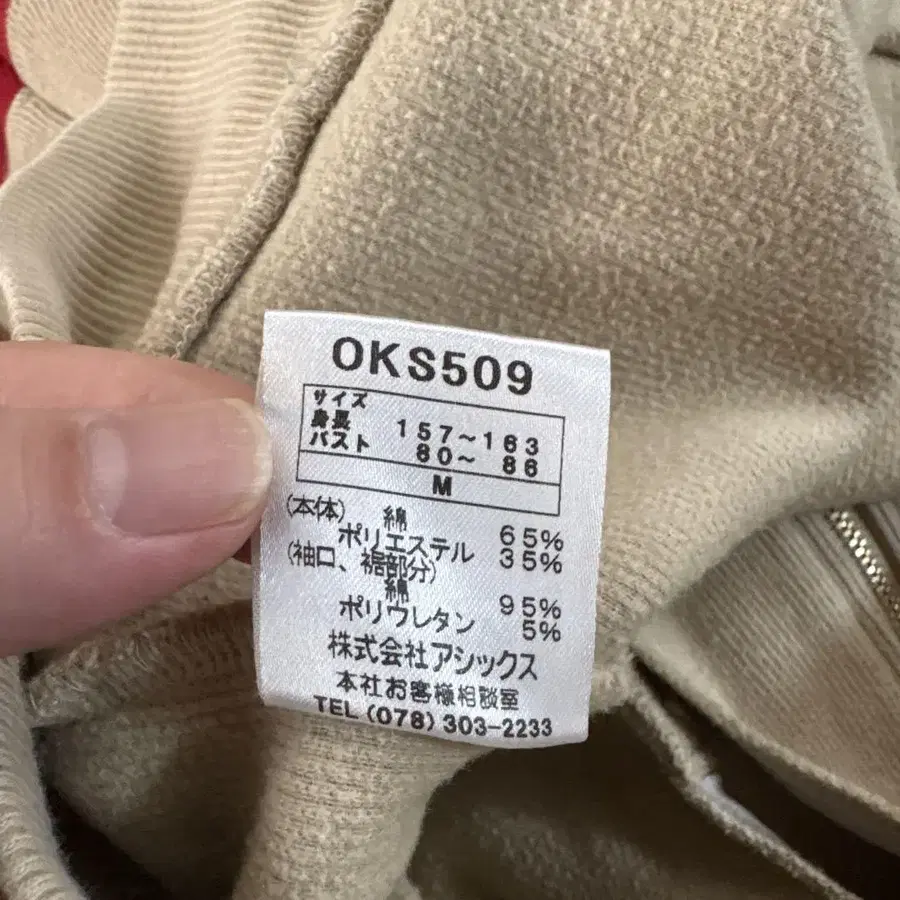 OKS509
サイズ
身長 157～163
バスト 80～86
M
(本体) 綿 65%
ポリエステル 35%
(袖口、裾部分)
綿 95%
ポリウレタン 5%
株式会社アシックス
本社お客様相談室
TEL (078) 303-2233